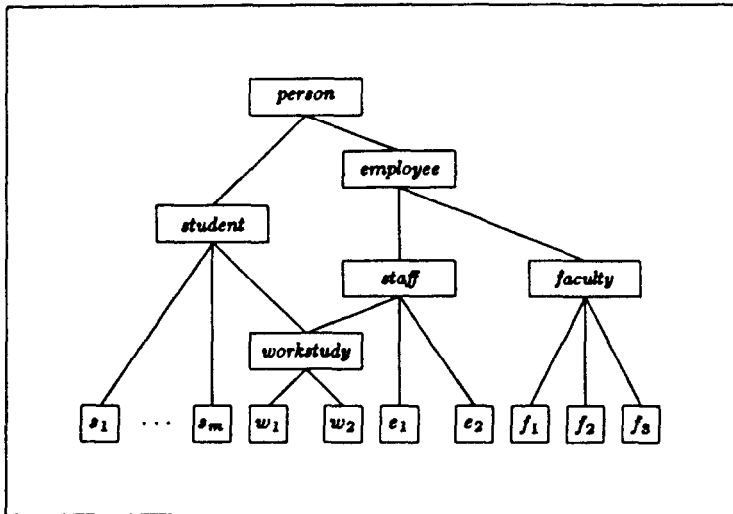 person
employee
student
staff
faculty
workstudy
s₁ ··· sₘ w₁ w₂ e₁ e₂ f₁ f₂ f₃